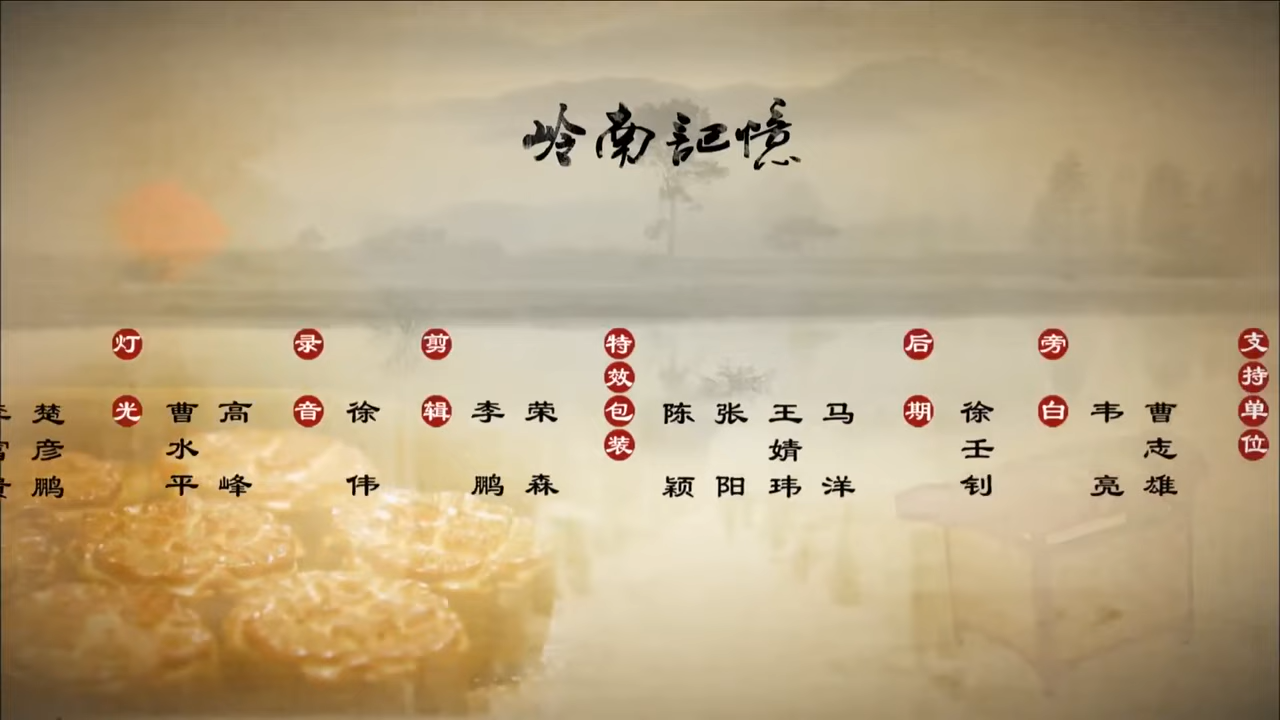 岭南記憶
楚彦鹏
灯光
曹水平
高峰
录音
徐伟
剪辑
李鹏
荣森
特效包装
陈颖
张阳
王婧玮
马洋
后期
徐壬钊
旁白
韦亮
曹志雄
支持单位